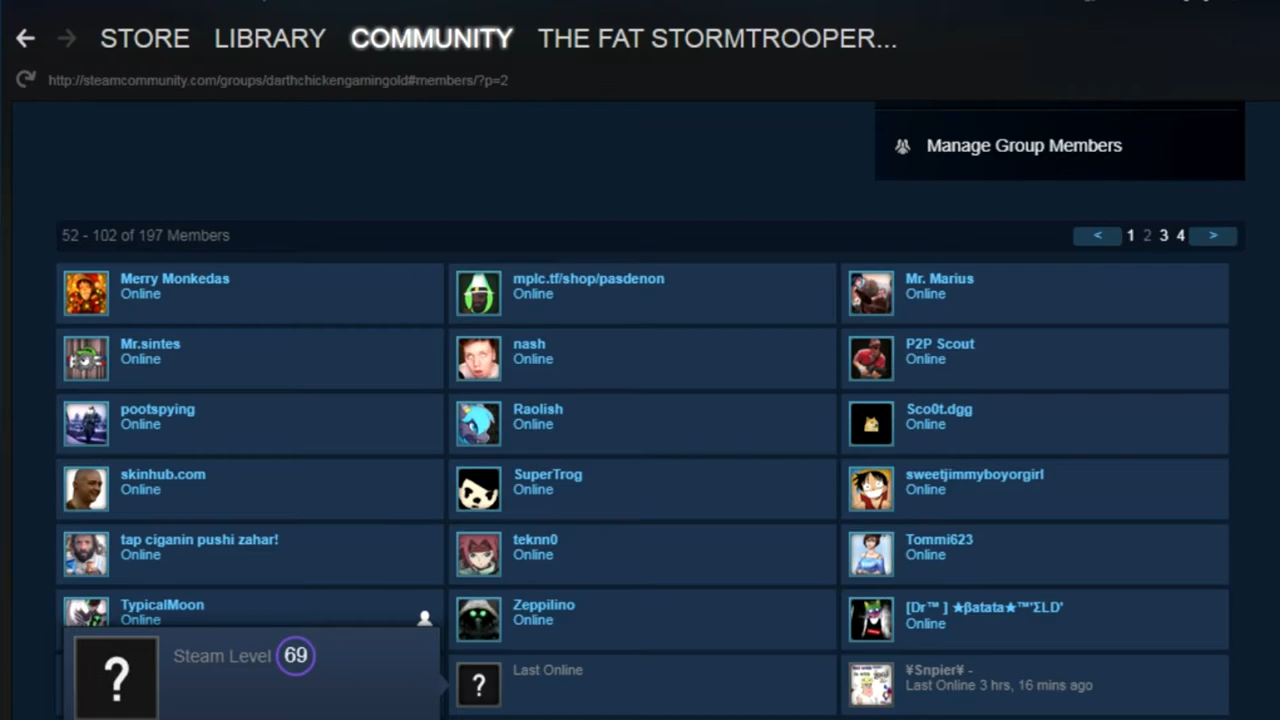 STORE LIBRARY COMMUNITY THE FAT STORMTROOPER...
http://steamcommunity.com/groups/darthchickengamingold#members/?p=2
Manage Group Members
52 - 102 of 197 Members < 1 2 3 4 >
Merry Monkedas
Online
mplc.tf/shop/pasdenon
Online
Mr. Marius
Online
Mr.sintes
Online
nash
Online
P2P Scout
Online
pootspying
Online
Raolish
Online
Sco0t.dgg
Online
skinhub.com
Online
SuperTrog
Online
sweetjimmyboyorgirl
Online
tap ciganin pushi zahar!
Online
teknn0
Online
Tommi623
Online
TypicalMoon
Online
Zeppilino
Online
[Dr™ ] ★βatata★™'ΣLD'
Online
? Steam Level 69
? Last Online
¥Snpier¥ -
Last Online 3 hrs, 16 mins ago